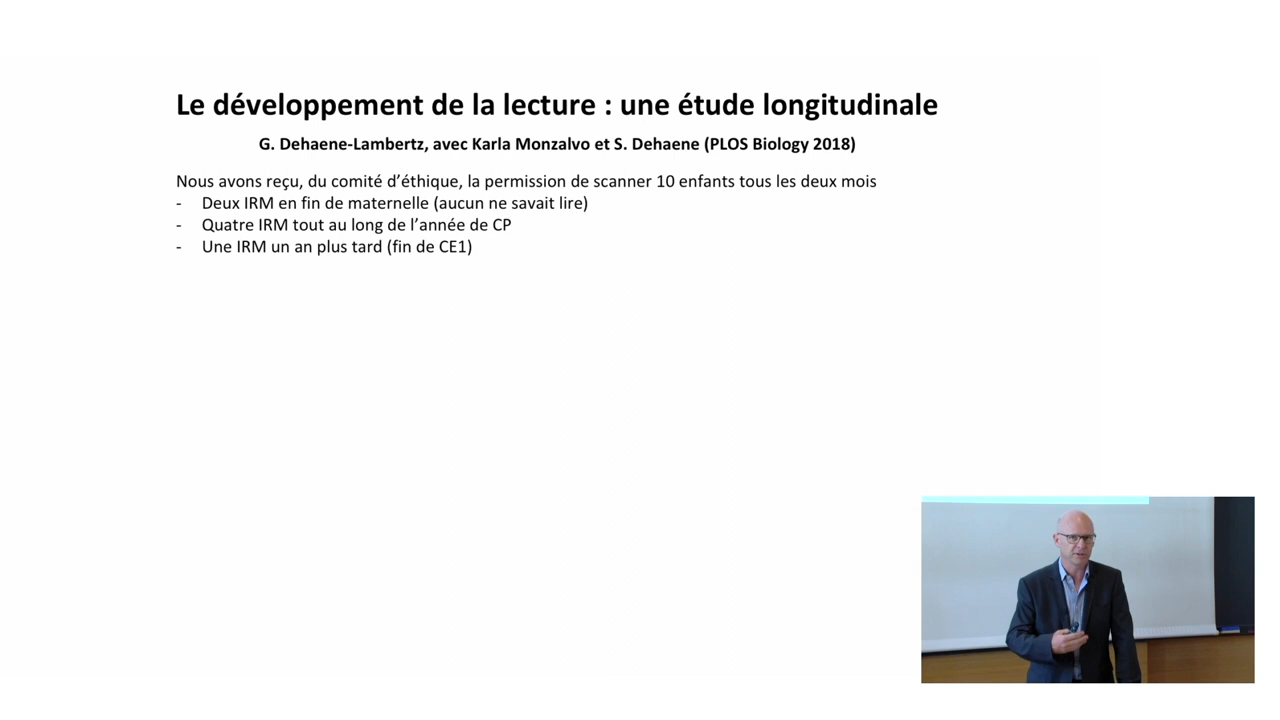 Le développement de la lecture : une étude longitudinale
G. Dehaene-Lambertz, avec Karla Monzalvo et S. Dehaene (PLOS Biology 2018)
Nous avons reçu, du comité d’éthique, la permission de scanner 10 enfants tous les deux mois
- Deux IRM en fin de maternelle (aucun ne savait lire)
- Quatre IRM tout au long de l’année de CP
- Une IRM un an plus tard (fin de CE1)